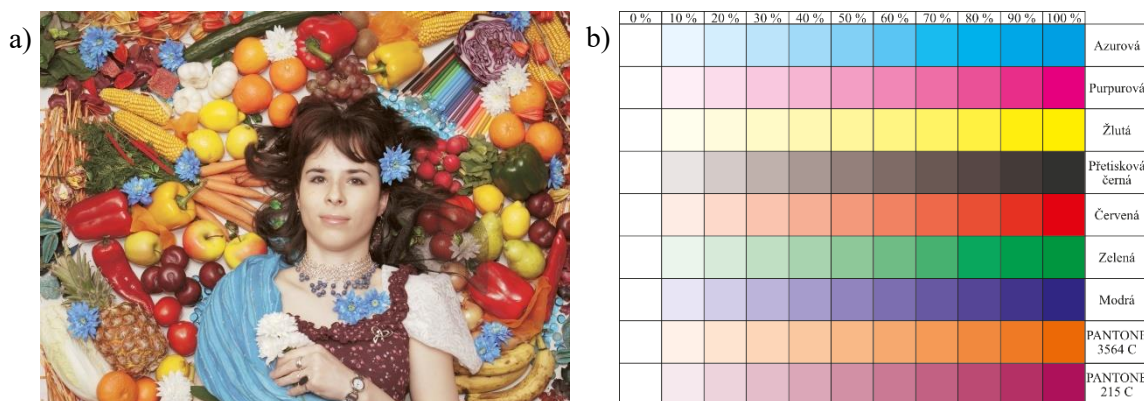 a)
b)
0 % 10 % 20 % 30 % 40 % 50 % 60 % 70 % 80 % 90 % 100 %
Azurová
Purpurová
Žlutá
Přetisková
černá
Červená
Zelená
Modrá
PANTONE
3564 C
PANTONE
215 C